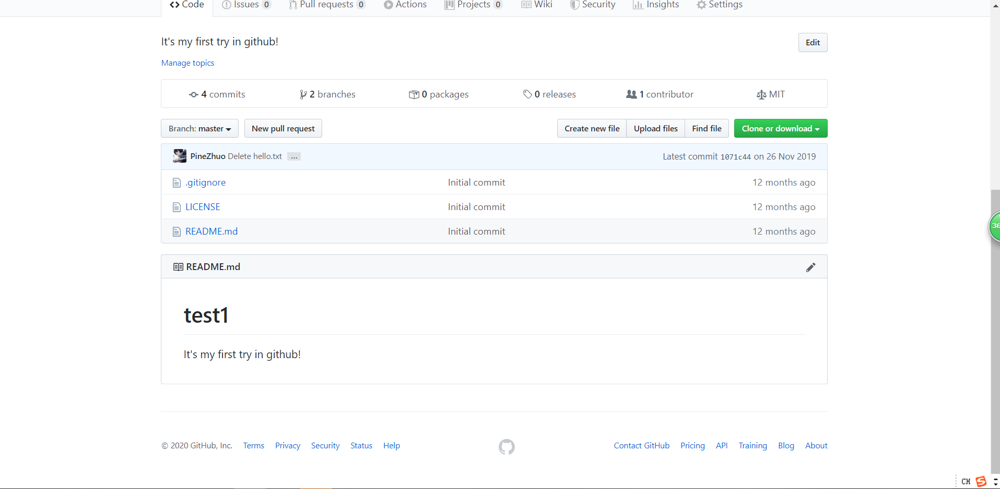 Code Issues 0 Pull requests 0 Actions Projects 0 Wiki Security Insights Settings
It's my first try in github!
Edit
Manage topics
4 commits 2 branches 0 packages 0 releases 1 contributor MIT
Branch: master New pull request Create new file Upload files Find file Clone or download
PineZhuo Delete hello.txt ... Latest commit 1071c44 on 26 Nov 2019
.gitignore Initial commit 12 months ago
LICENSE Initial commit 12 months ago
README.md Initial commit 12 months ago
36
README.md
test1
It's my first try in github!
© 2020 GitHub, Inc. Terms Privacy Security Status Help Contact GitHub Pricing API Training Blog About
CH S